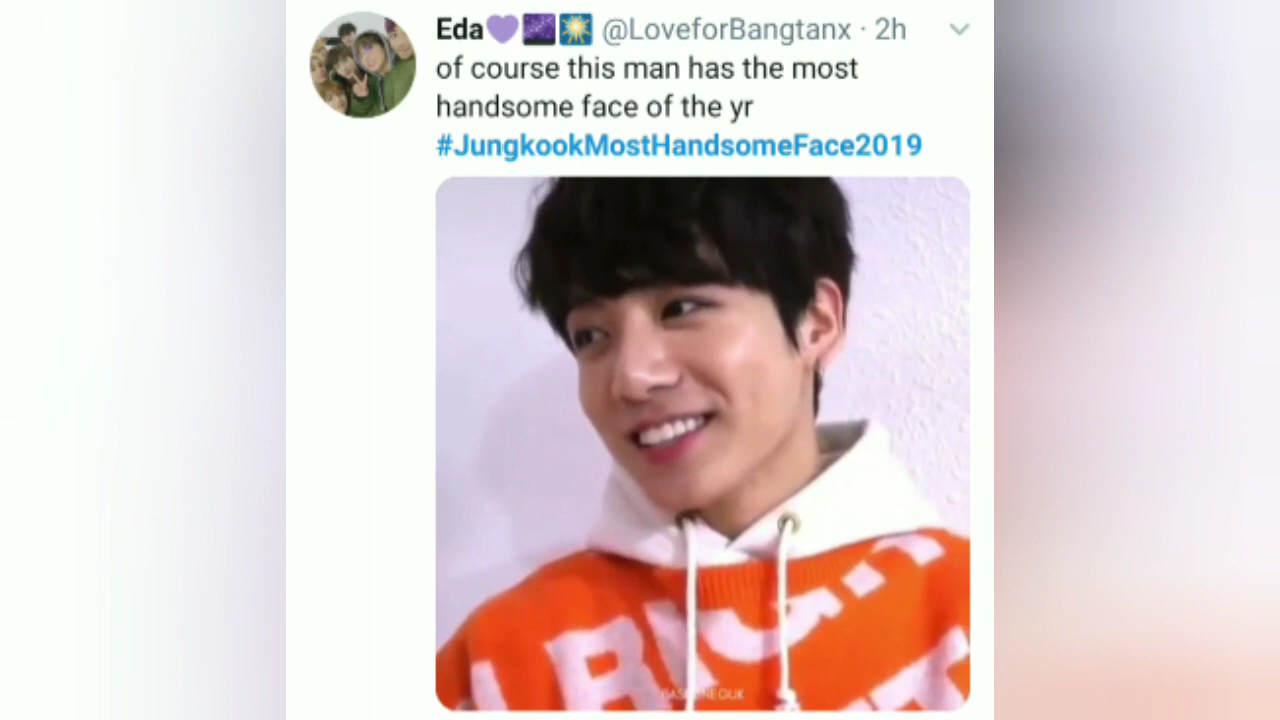 Eda💜🌌🎆 @LoveforBangtanx · 2h
of course this man has the most
handsome face of the yr
#JungkookMostHandsomeFace2019